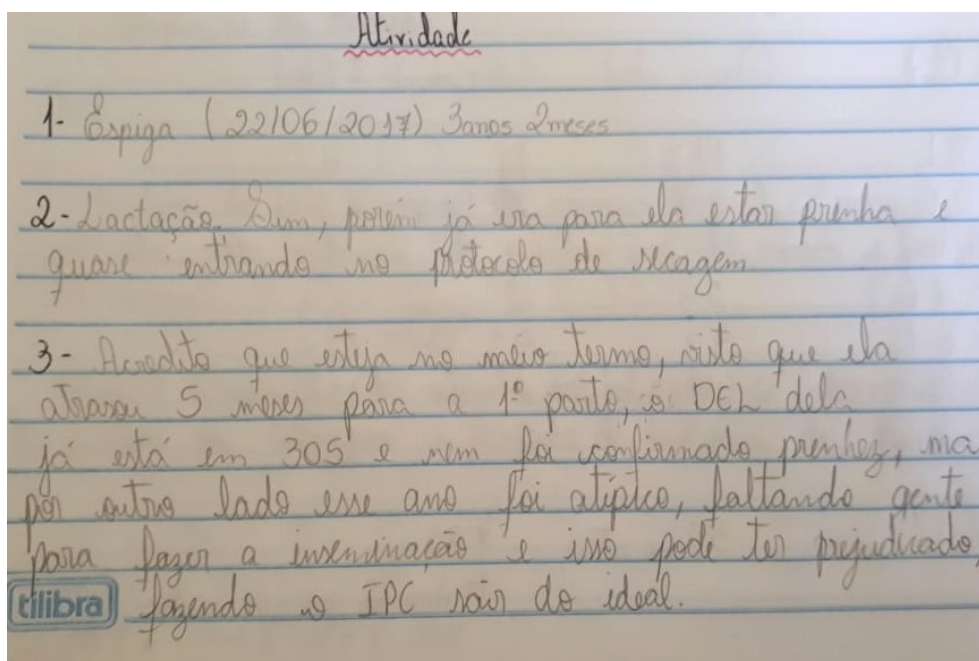 Atividade
1- Espiga (22/06/2017) 3anos 2meses
2- Lactação. Sim, porém já era para ela estar prenha e
quase entrando no protocolo de secagem
3- Acredito que esteja no meio termo, visto que ela
atrasou 5 meses para a 1º parto, o DEL dela
já está em 305 e nem foi confirmado prenhez, ma
por outro lado esse ano foi atípico, faltando gente
para fazer a inseminação e isso pode ter prejudicado,
tilibra fazendo o IPC sair do ideal.